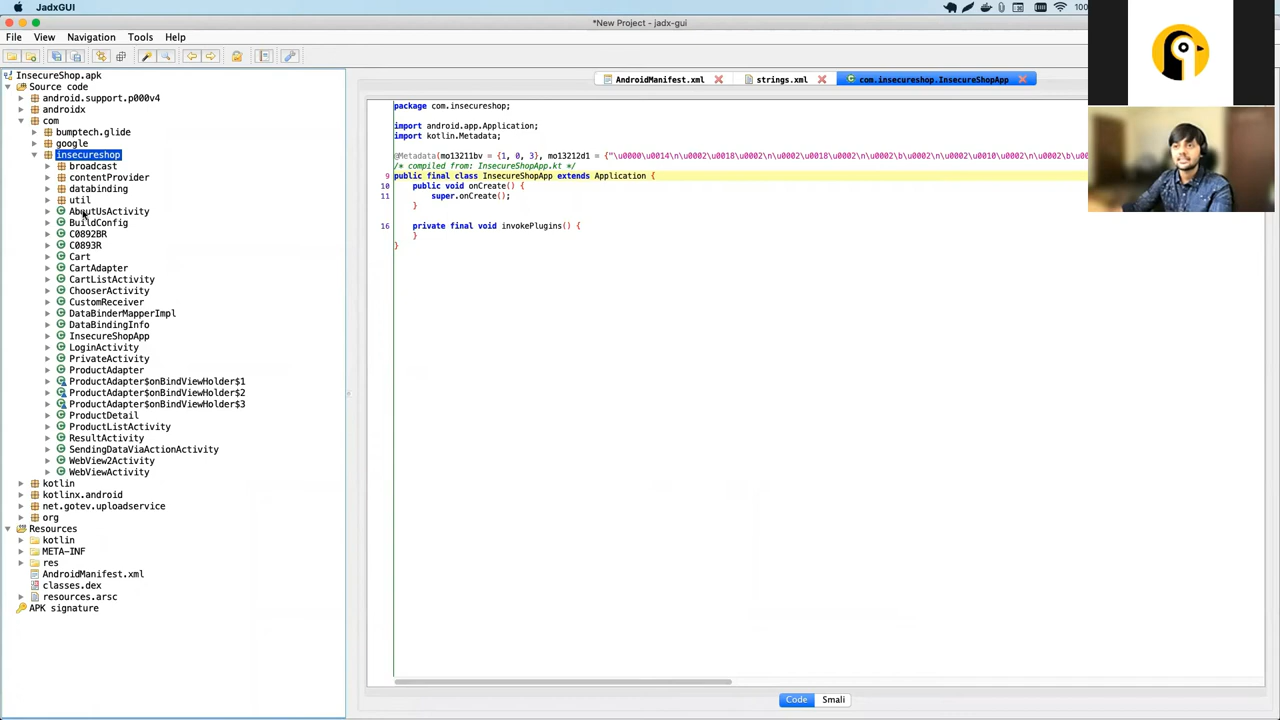 JadxGUI
100
*New Project - jadx-gui
File View Navigation Tools Help
InsecureShop.apk
Source code
android.support.p000v4
androidx
com
bumptech.glide
google
insecureshop
broadcast
contentProvider
databinding
util
AboutUsActivity
BuildConfig
C0892BR
C0893R
Cart
CartAdapter
CartListActivity
ChooserActivity
CustomReceiver
DataBinderMapperImpl
DataBindingInfo
InsecureShopApp
LoginActivity
PrivateActivity
ProductAdapter
ProductAdapter$onBindViewHolder$1
ProductAdapter$onBindViewHolder$2
ProductAdapter$onBindViewHolder$3
ProductDetail
ProductListActivity
ResultActivity
SendingDataViaActionActivity
WebView2Activity
WebViewActivity
kotlin
kotlinx.android
net.gotev.uploadservice
org
Resources
kotlin
META-INF
res
AndroidManifest.xml
classes.dex
resources.arsc
APK signature
AndroidManifest.xml strings.xml com.insecureshop.InsecureShopApp
package com.insecureshop;
import android.app.Application;
import kotlin.Metadata;
@Metadata(mo13211bv = {1, 0, 3}, mo13212d1 = {"\u0000\u0014\n\u0002\u0018\u0002\n\u0002\u0018\u0002\n\u0002\b\u0002\n\u0002\u0010\u0002\n\u0002\b
/* compiled from: InsecureShopApp.kt */
9 public final class InsecureShopApp extends Application {
10 public void onCreate() {
11 super.onCreate();
}
16 private final void invokePlugins() {
}
}
Code Smali